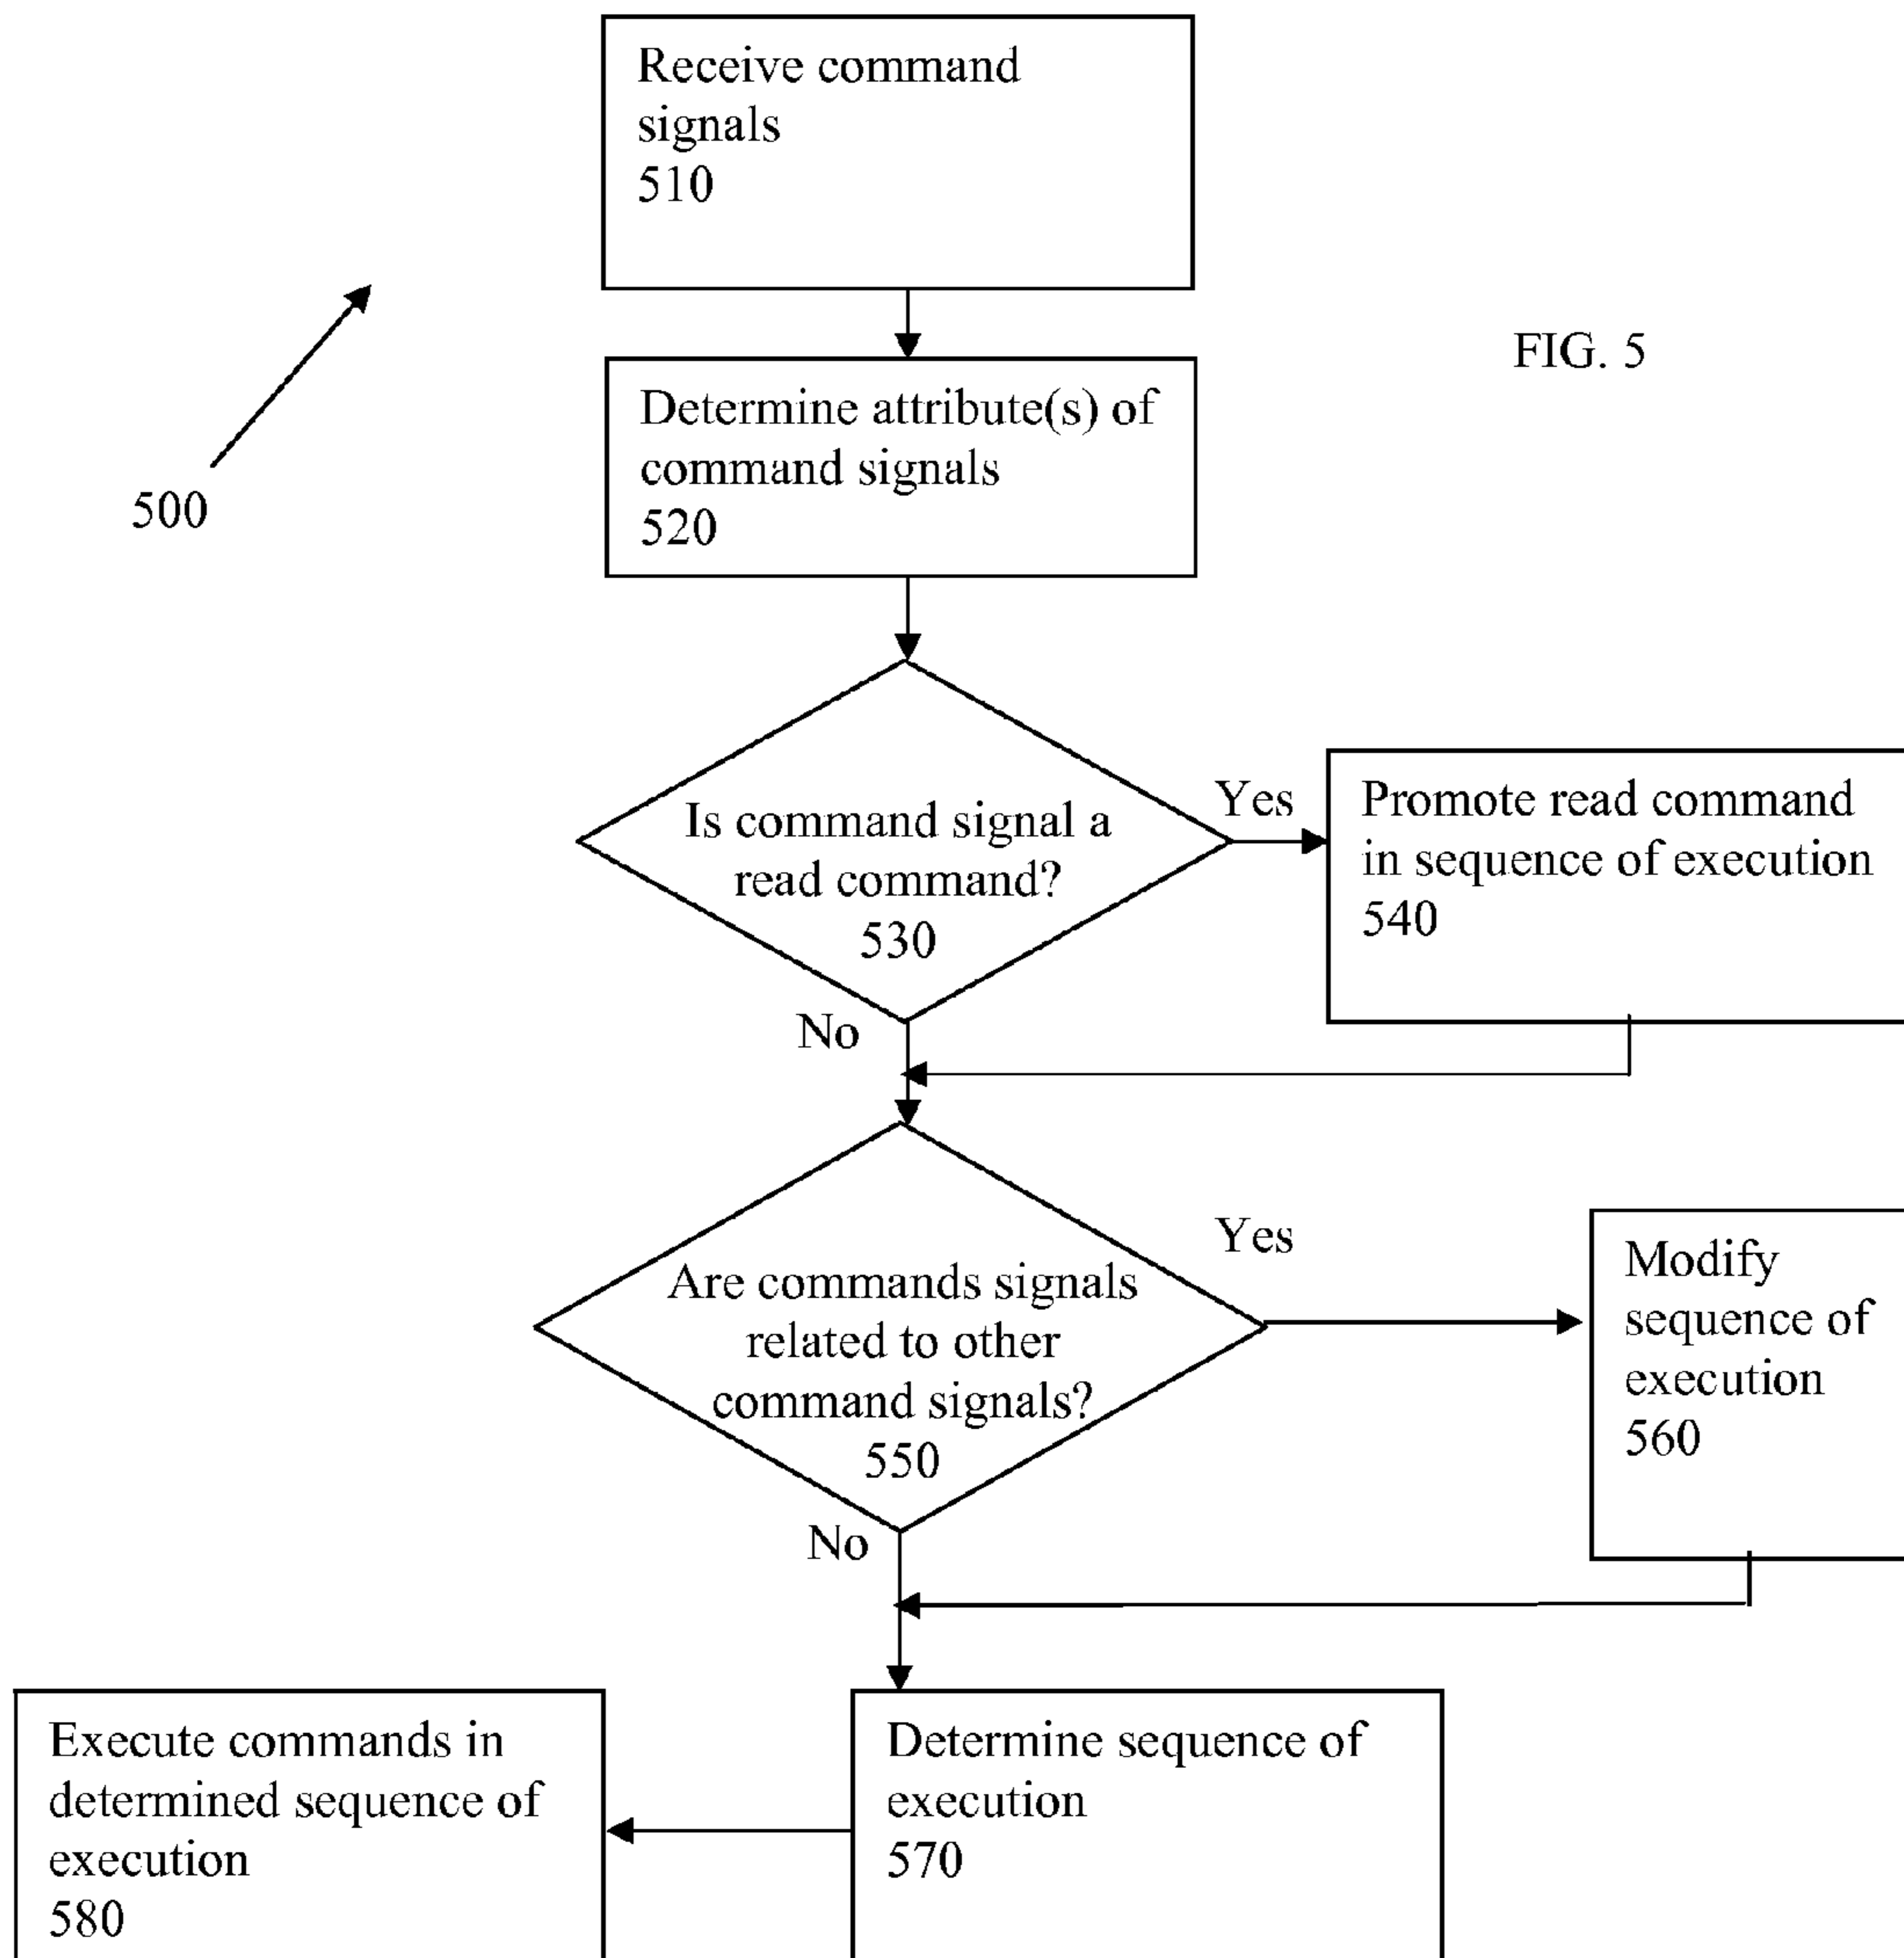 Receive command
signals
510
FIG. 5
Determine attribute(s) of
command signals
520
500
Is command signal a
read command?
530
Yes
Promote read command
in sequence of execution
540
No
Are commands signals
related to other
command signals?
550
Yes
Modify
sequence of
execution
560
No
Determine sequence of
execution
570
Execute commands in
determined sequence of
execution
580